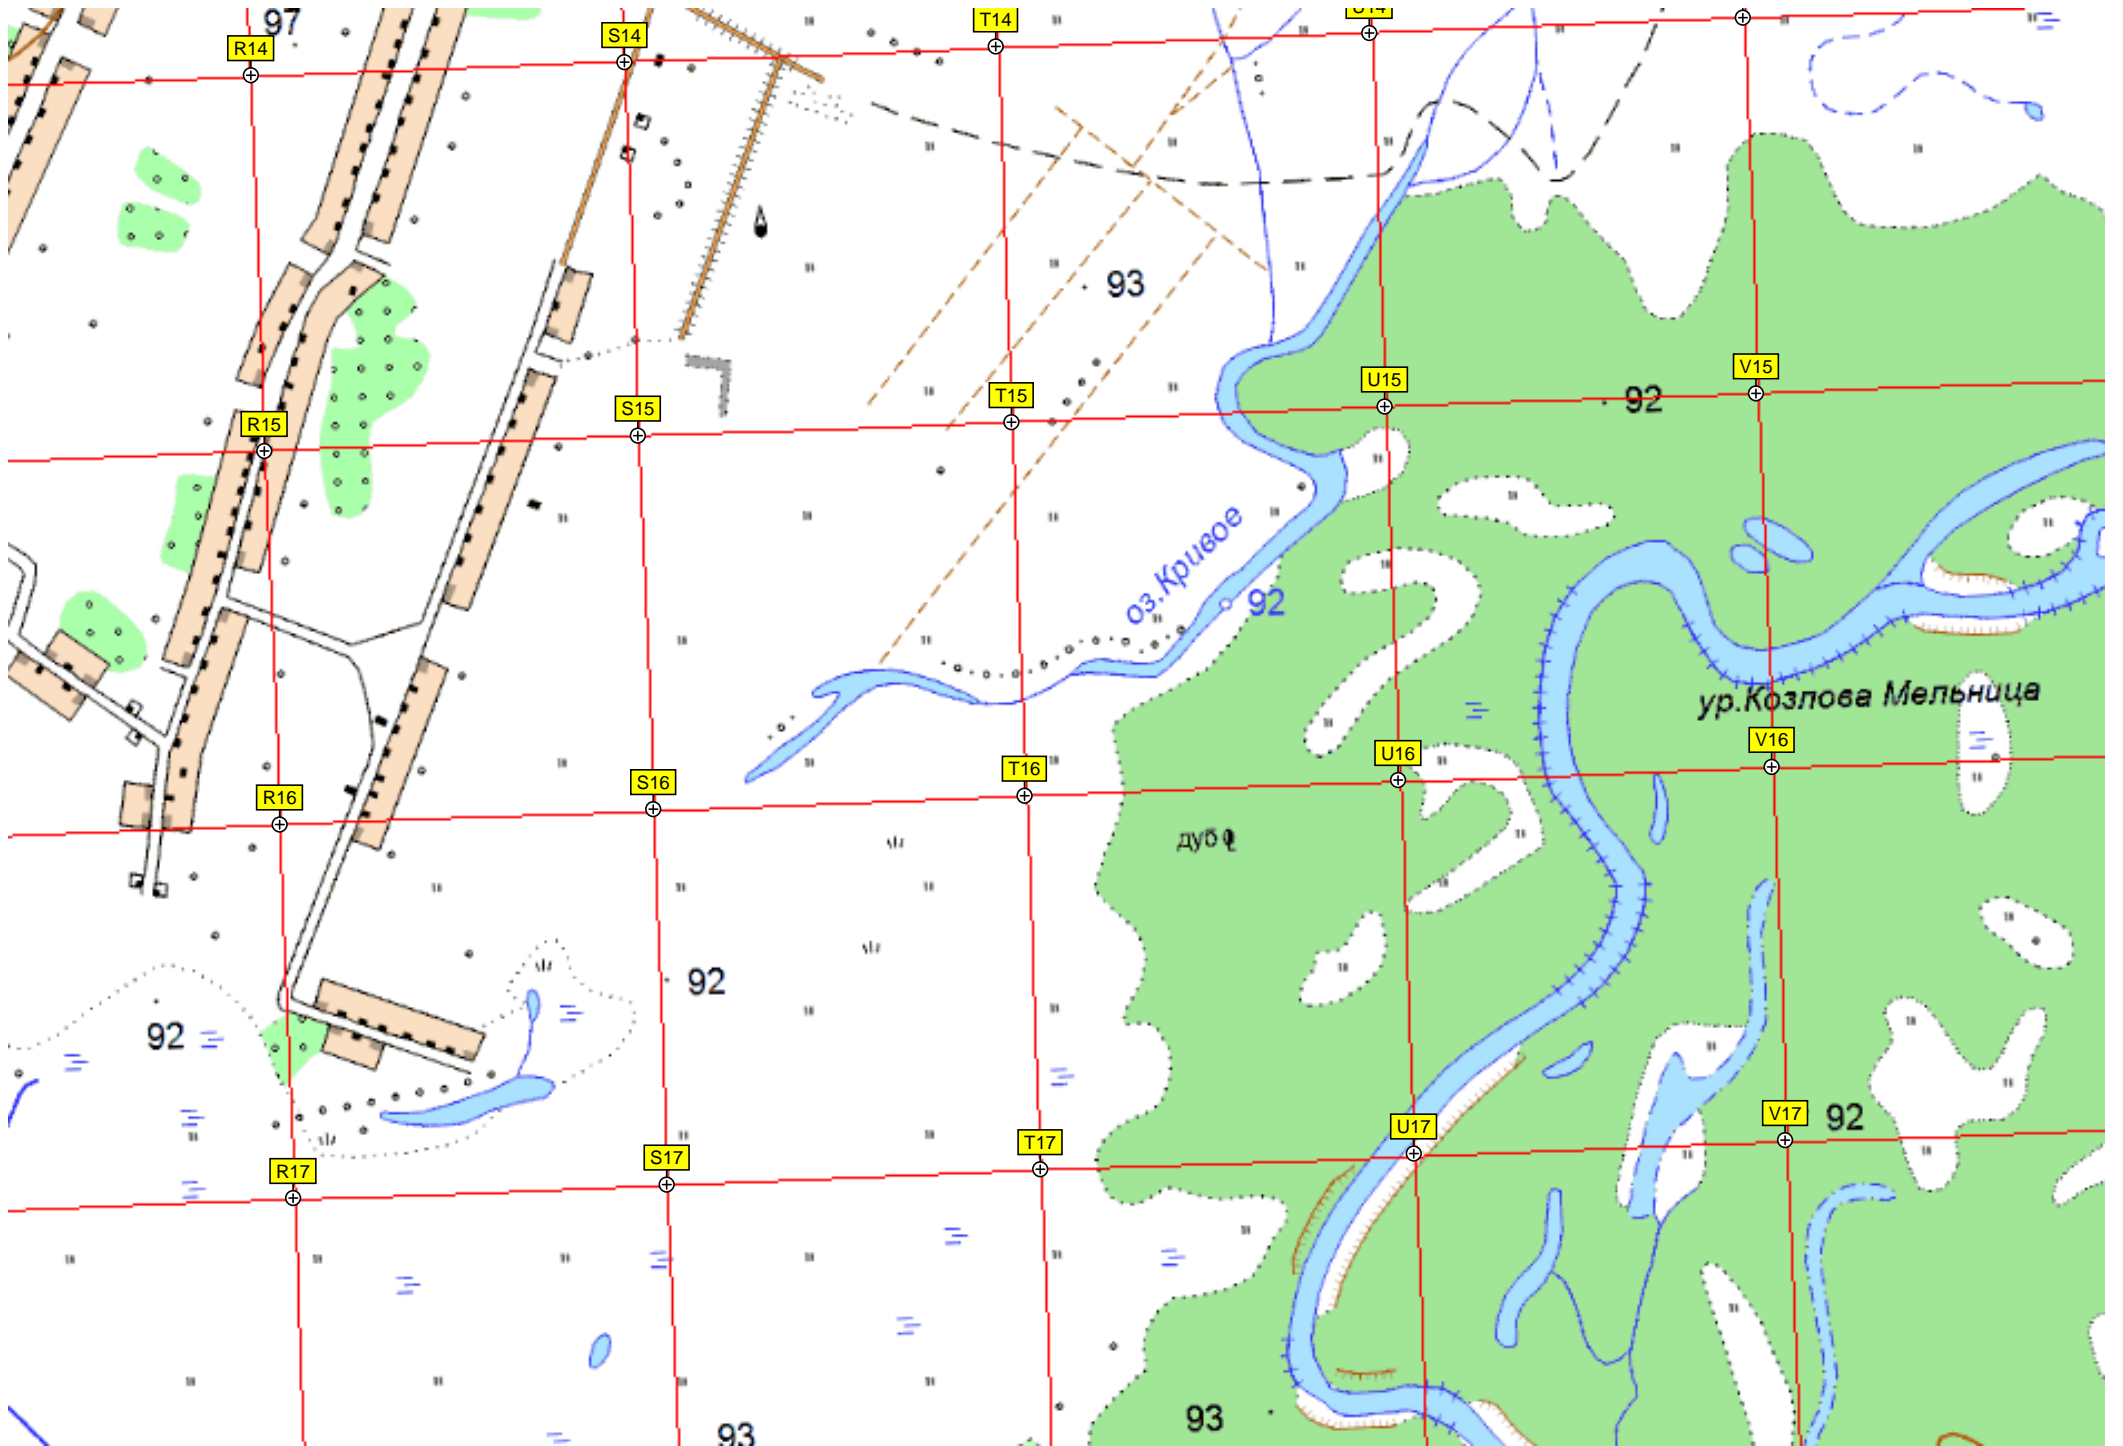 97
R14
S14
T14
U14
93
R15
S15
T15
U15
V15
92
оз.Кривое
92
ур.Козлова Мельница
R16
S16
T16
U16
V16
дуб
92
92
R17
S17
T17
U17
V17
92
93
93